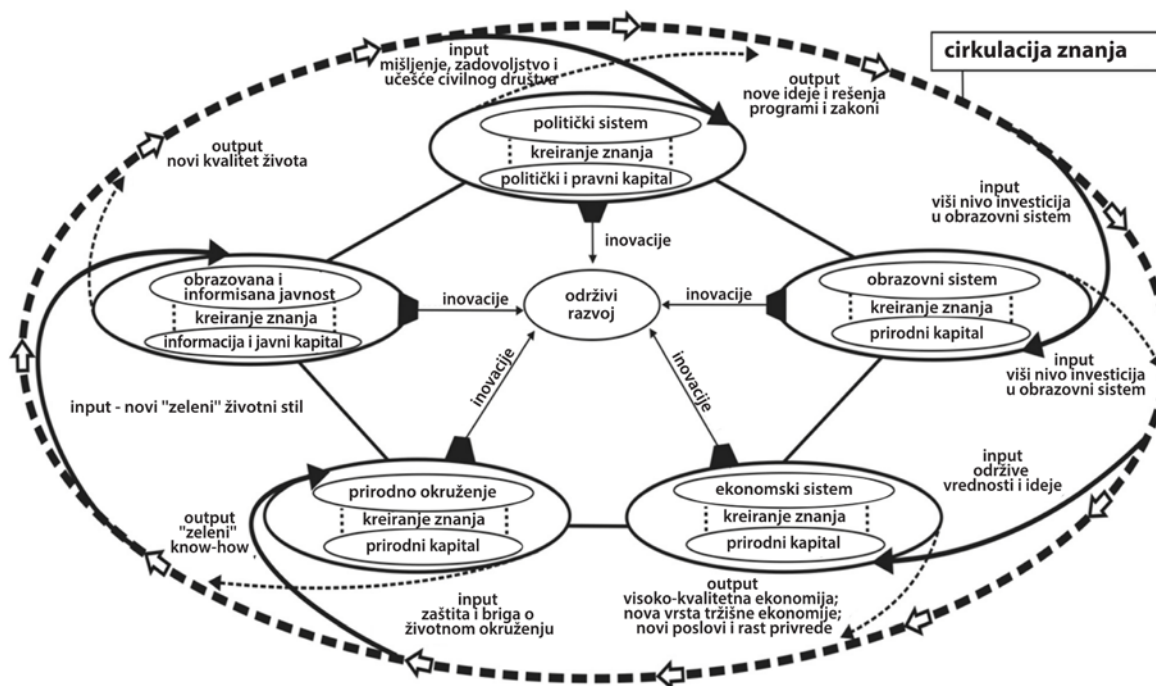 cirkulacija znanja
input
mišljenje, zadovoljstvo i
učešće civilnog društva
output
nove ideje i rešenja
programi i zakoni
politički sistem
kreiranje znanja
politički i pravni kapital
output
novi kvalitet života
input
viši nivo investicija
u obrazovni sistem
inovacije
obrazovana i
informisana javnost
kreiranje znanja
informacija i javni kapital
inovacije
održivi
razvoj
inovacije
obrazovni sistem
kreiranje znanja
prirodni kapital
inovacije
inovacije
input
viši nivo investicija
u obrazovni sistem
input - novi "zeleni" životni stil
input
održive
vrednosti i ideje
prirodno okruženje
kreiranje znanja
prirodni kapital
ekonomski sistem
kreiranje znanja
prirodni kapital
output
"zeleni"
know-how
input
zaštita i briga o
životnom okruženju
output
visoko-kvalitetna ekonomija;
nova vrsta tržišne ekonomije;
novi poslovi i rast privrede